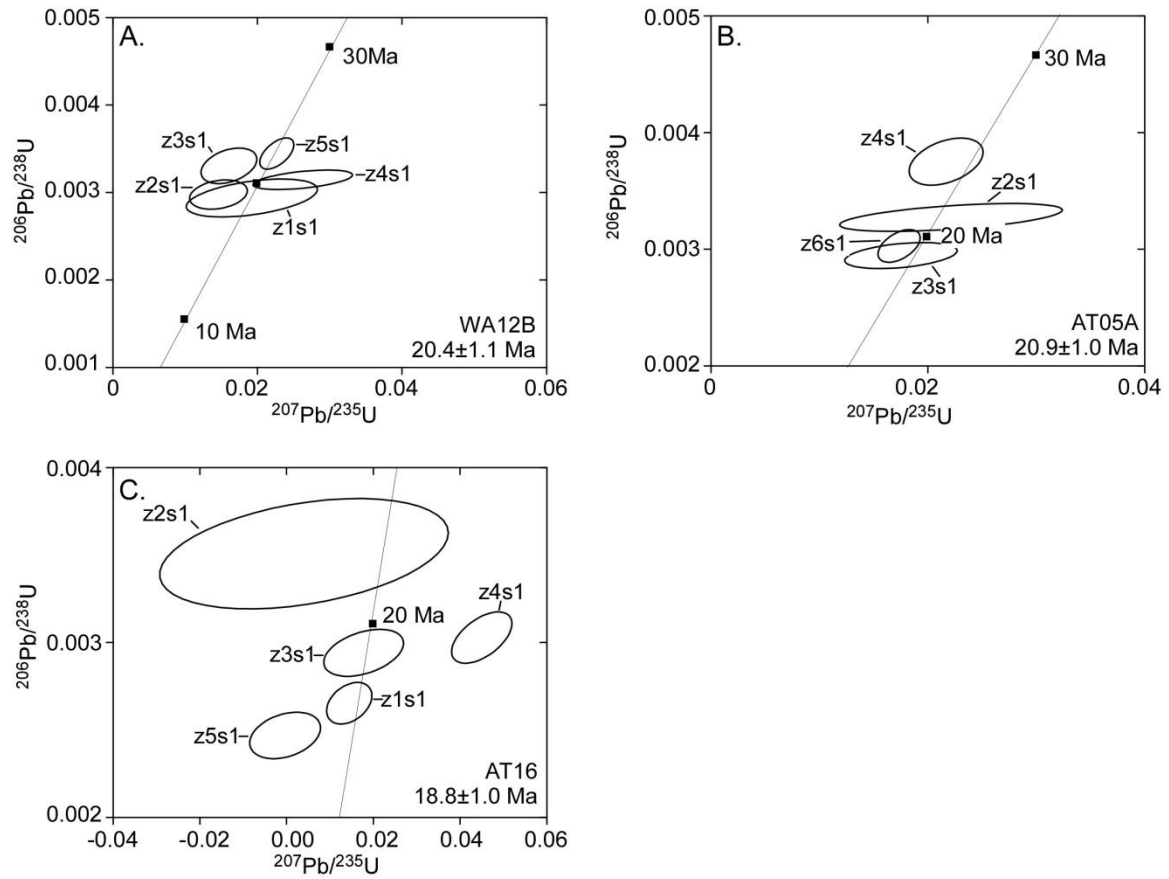 A.
0.005
0.004
0.003
0.002
0.001
206Pb/238U
30Ma
z3s1
z5s1
z2s1
z4s1
z1s1
10 Ma
WA12B
20.4±1.1 Ma
0
0.02
0.04
0.06
207Pb/235U
B.
0.005
0.004
0.003
0.002
206Pb/238U
30 Ma
z4s1
z2s1
z6s1
20 Ma
z3s1
AT05A
20.9±1.0 Ma
0
0.02
0.04
207Pb/235U
C.
0.004
0.003
0.002
206Pb/238U
z2s1
z4s1
20 Ma
z3s1
z1s1
z5s1
AT16
18.8±1.0 Ma
-0.04
-0.02
0.00
0.02
0.04
0.06
207Pb/235U